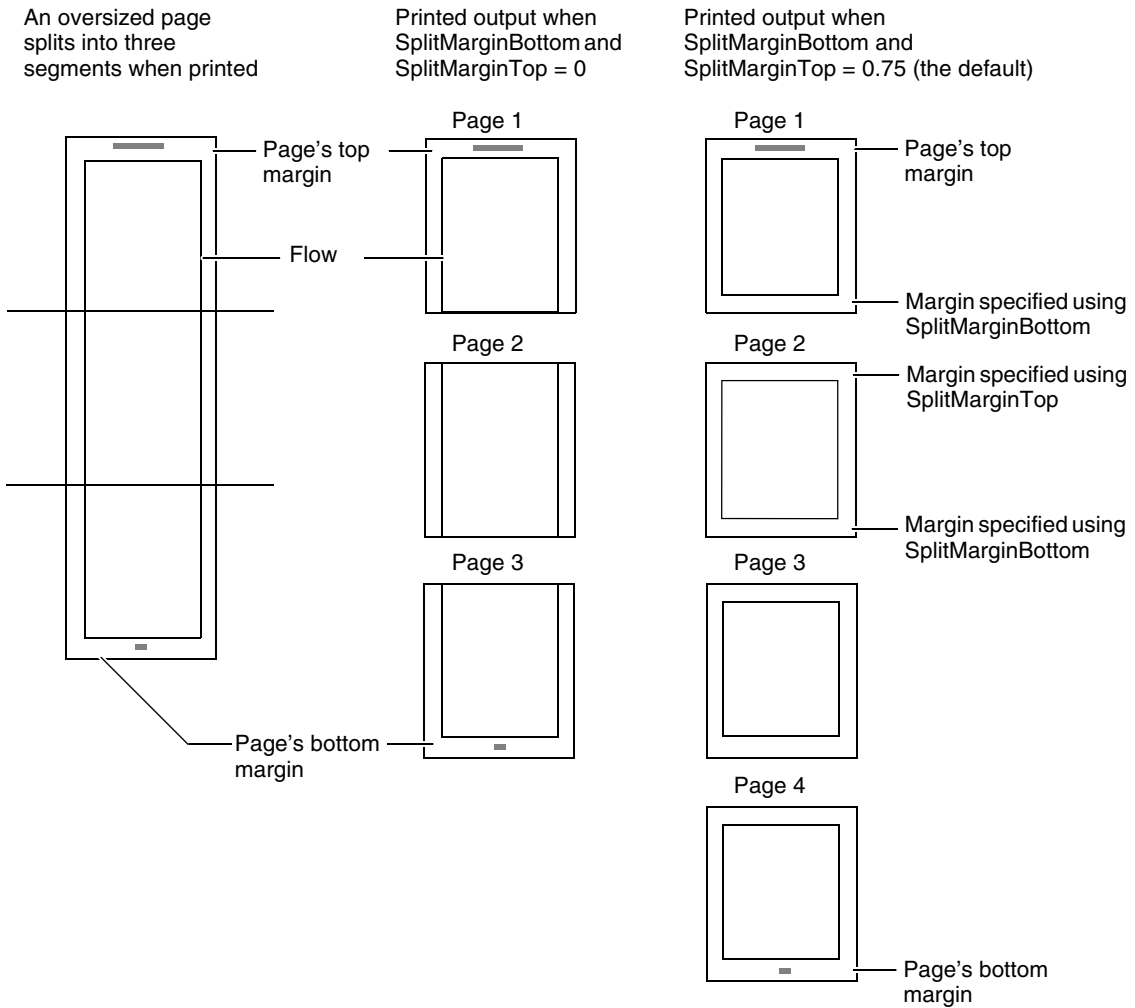 An oversized page
splits into three
segments when printed
Printed output when
SplitMarginBottom and
SplitMarginTop = 0
Printed output when
SplitMarginBottom and
SplitMarginTop = 0.75 (the default)
Page 1
Page 1
Page's top
margin
Page's top
margin
Flow
Margin specified using
SplitMarginBottom
Page 2
Page 2
Margin specified using
SplitMarginTop
Margin specified using
SplitMarginBottom
Page 3
Page 3
Page's bottom
margin
Page 4
Page's bottom
margin